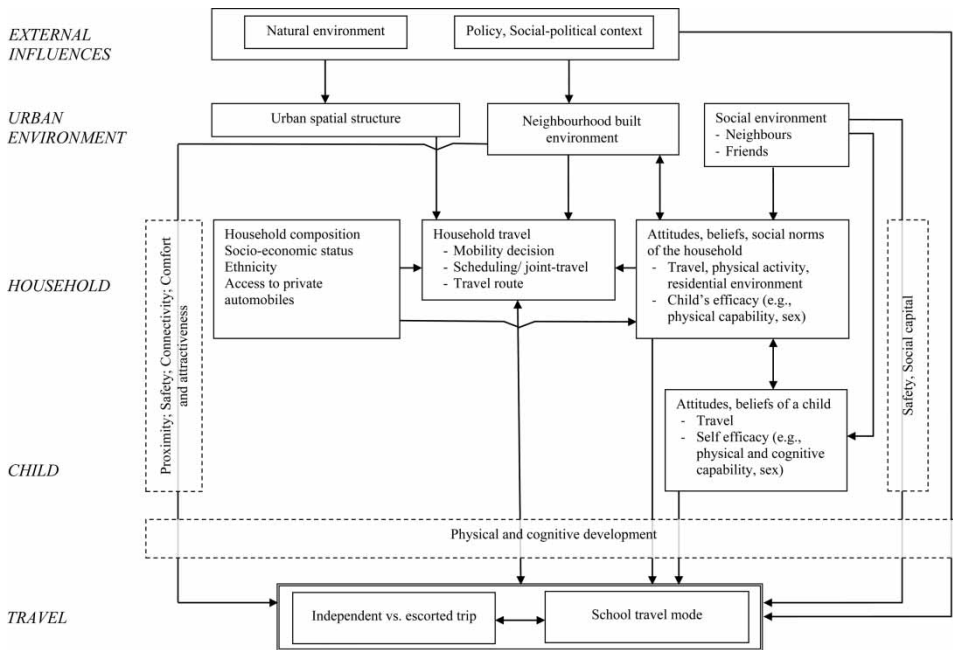 EXTERNAL
INFLUENCES
Natural environment
Policy, Social-political context
URBAN
ENVIRONMENT
Urban spatial structure
Neighbourhood built
environment
Social environment
- Neighbours
- Friends
HOUSEHOLD
Proximity; Safety; Connectivity; Comfort
and attractiveness
Household composition
Socio-economic status
Ethnicity
Access to private
automobiles
Household travel
- Mobility decision
- Scheduling/ joint-travel
- Travel route
Attitudes, beliefs, social norms
of the household
- Travel, physical activity,
residential environment
- Child's efficacy (e.g.,
physical capability, sex)
Safety, Social capital
CHILD
Attitudes, beliefs of a child
- Travel
- Self efficacy (e.g.,
physical and cognitive
capability, sex)
Physical and cognitive development
TRAVEL
Independent vs. escorted trip
School travel mode